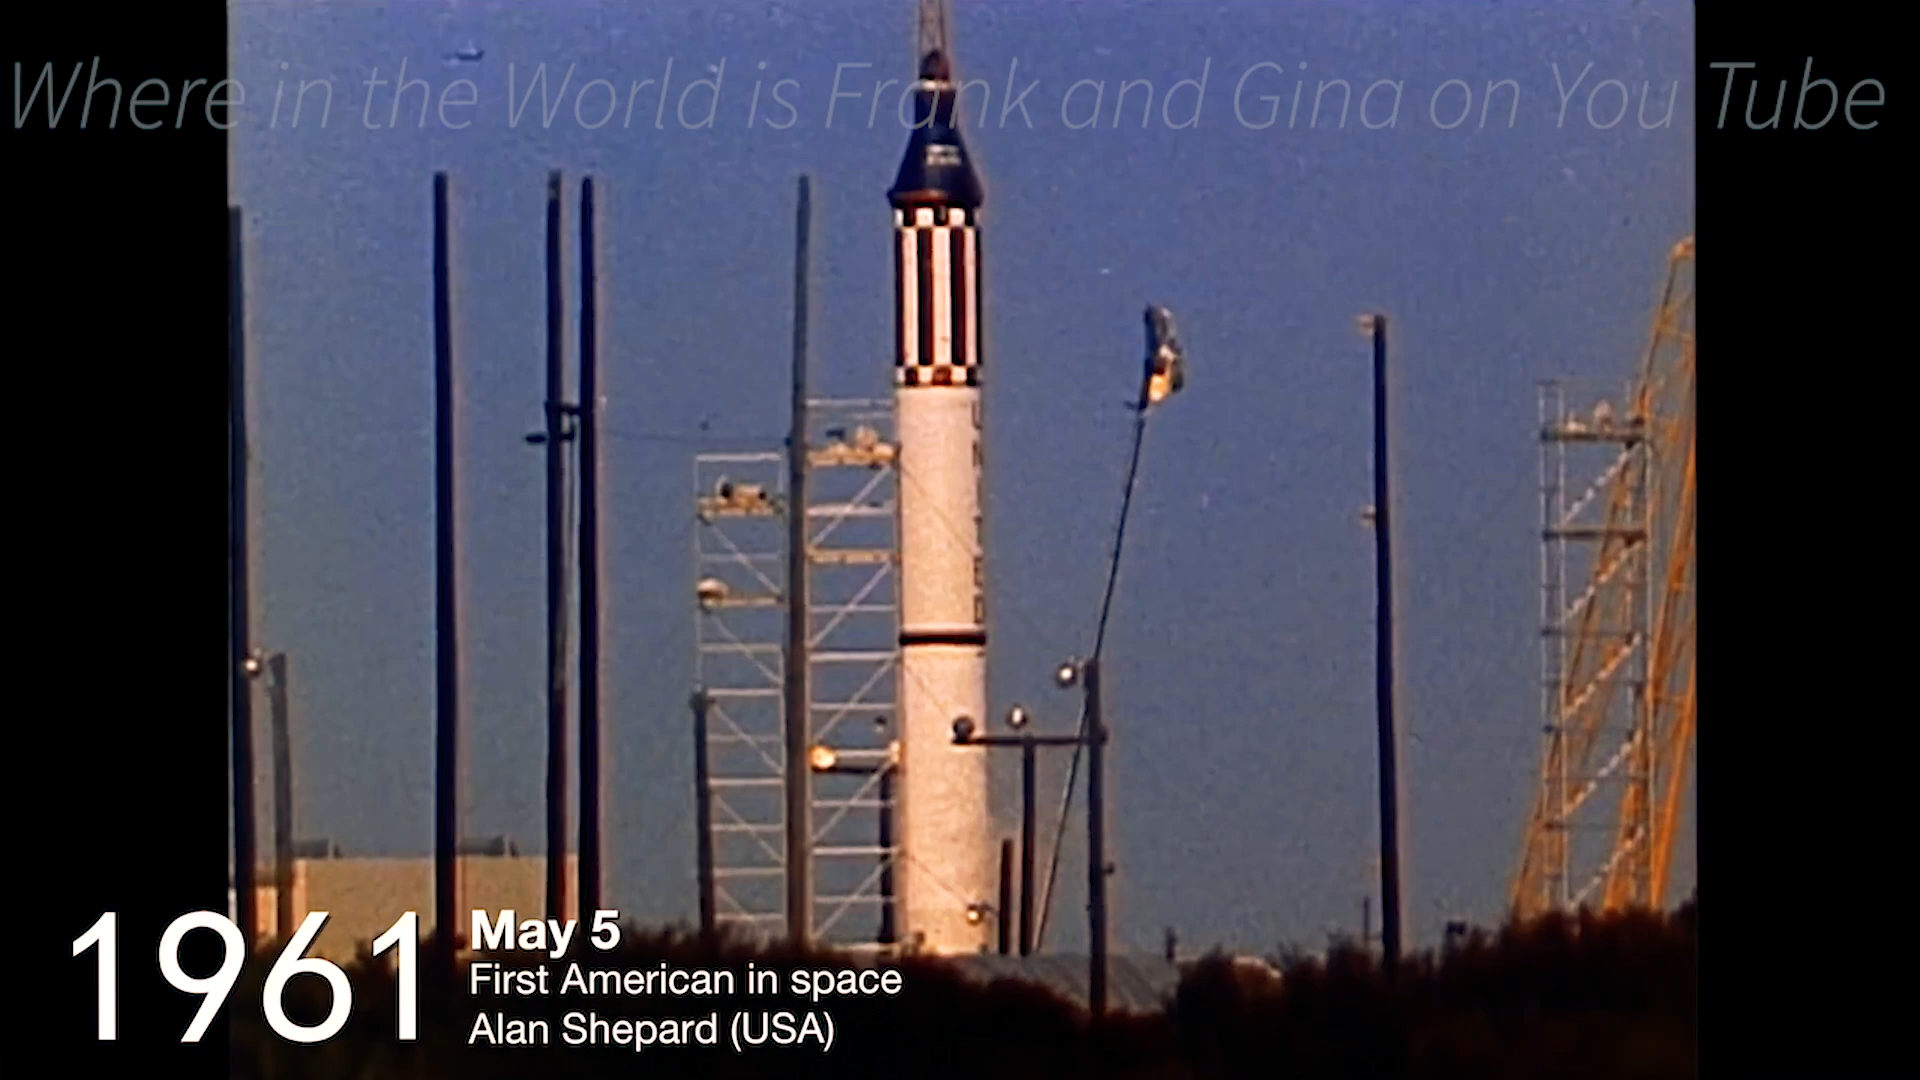 Where in the World is Frank and Gina on You Tube
UNITED
1961
May 5
First American in space
Alan Shepard (USA)